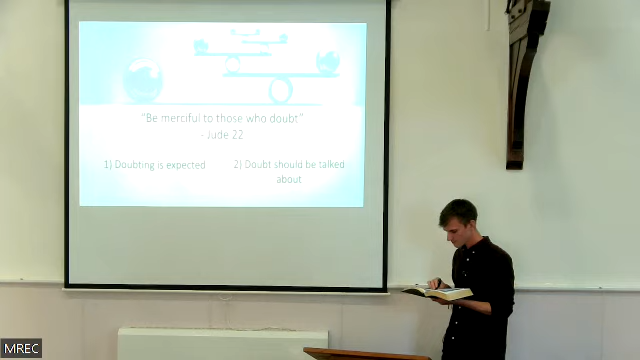 "Be merciful to those who doubt"
- Jude 22
1) Doubting is expected
2) Doubt should be talked
about
MREC